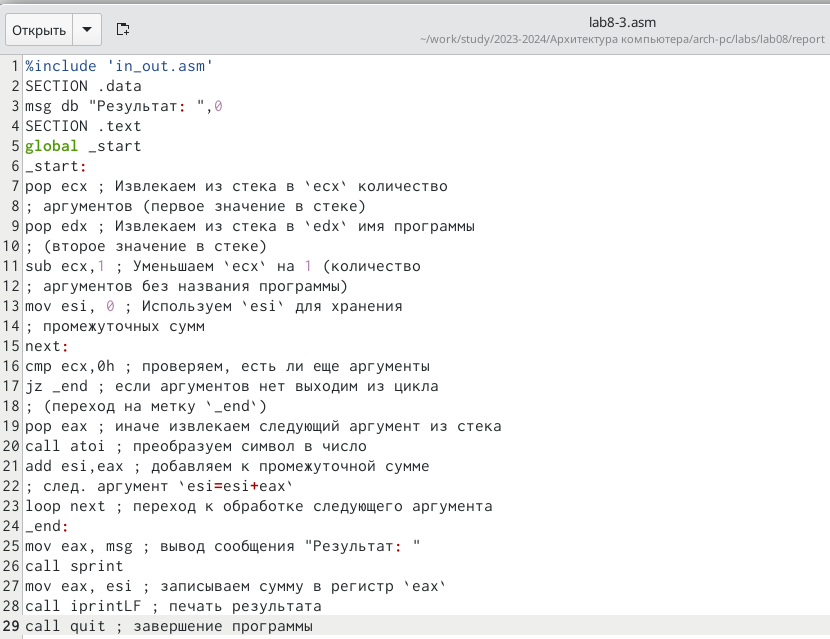 Открыть
lab8-3.asm
~/work/study/2023-2024/Архитектура компьютера/arch-pc/labs/lab08/report
1 %include 'in_out.asm'
2 SECTION .data
3 msg db "Результат: ",0
4 SECTION .text
5 global _start
6 _start:
7 pop ecx ; Извлекаем из стека в `ecx` количество
8 ; аргументов (первое значение в стеке)
9 pop edx ; Извлекаем из стека в `edx` имя программы
10 ; (второе значение в стеке)
11 sub ecx,1 ; Уменьшаем `ecx` на 1 (количество
12 ; аргументов без названия программы)
13 mov esi, 0 ; Используем `esi` для хранения
14 ; промежуточных сумм
15 next:
16 cmp ecx,0h ; проверяем, есть ли еще аргументы
17 jz _end ; если аргументов нет выходим из цикла
18 ; (переход на метку `_end`)
19 pop eax ; иначе извлекаем следующий аргумент из стека
20 call atoi ; преобразуем символ в число
21 add esi,eax ; добавляем к промежуточной сумме
22 ; след. аргумент `esi=esi+eax`
23 loop next ; переход к обработке следующего аргумента
24 _end:
25 mov eax, msg ; вывод сообщения "Результат: "
26 call sprint
27 mov eax, esi ; записываем сумму в регистр `eax`
28 call iprintLF ; печать результата
29 call quit ; завершение программы